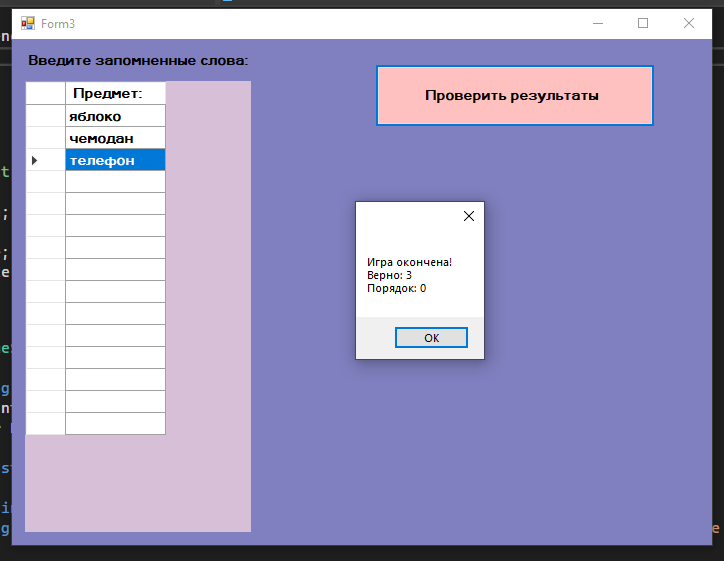 Form3
Введите запомненные слова:
Предмет:
яблоко
чемодан
телефон
Проверить результаты
Игра окончена!
Верно: 3
Порядок: 0
OK